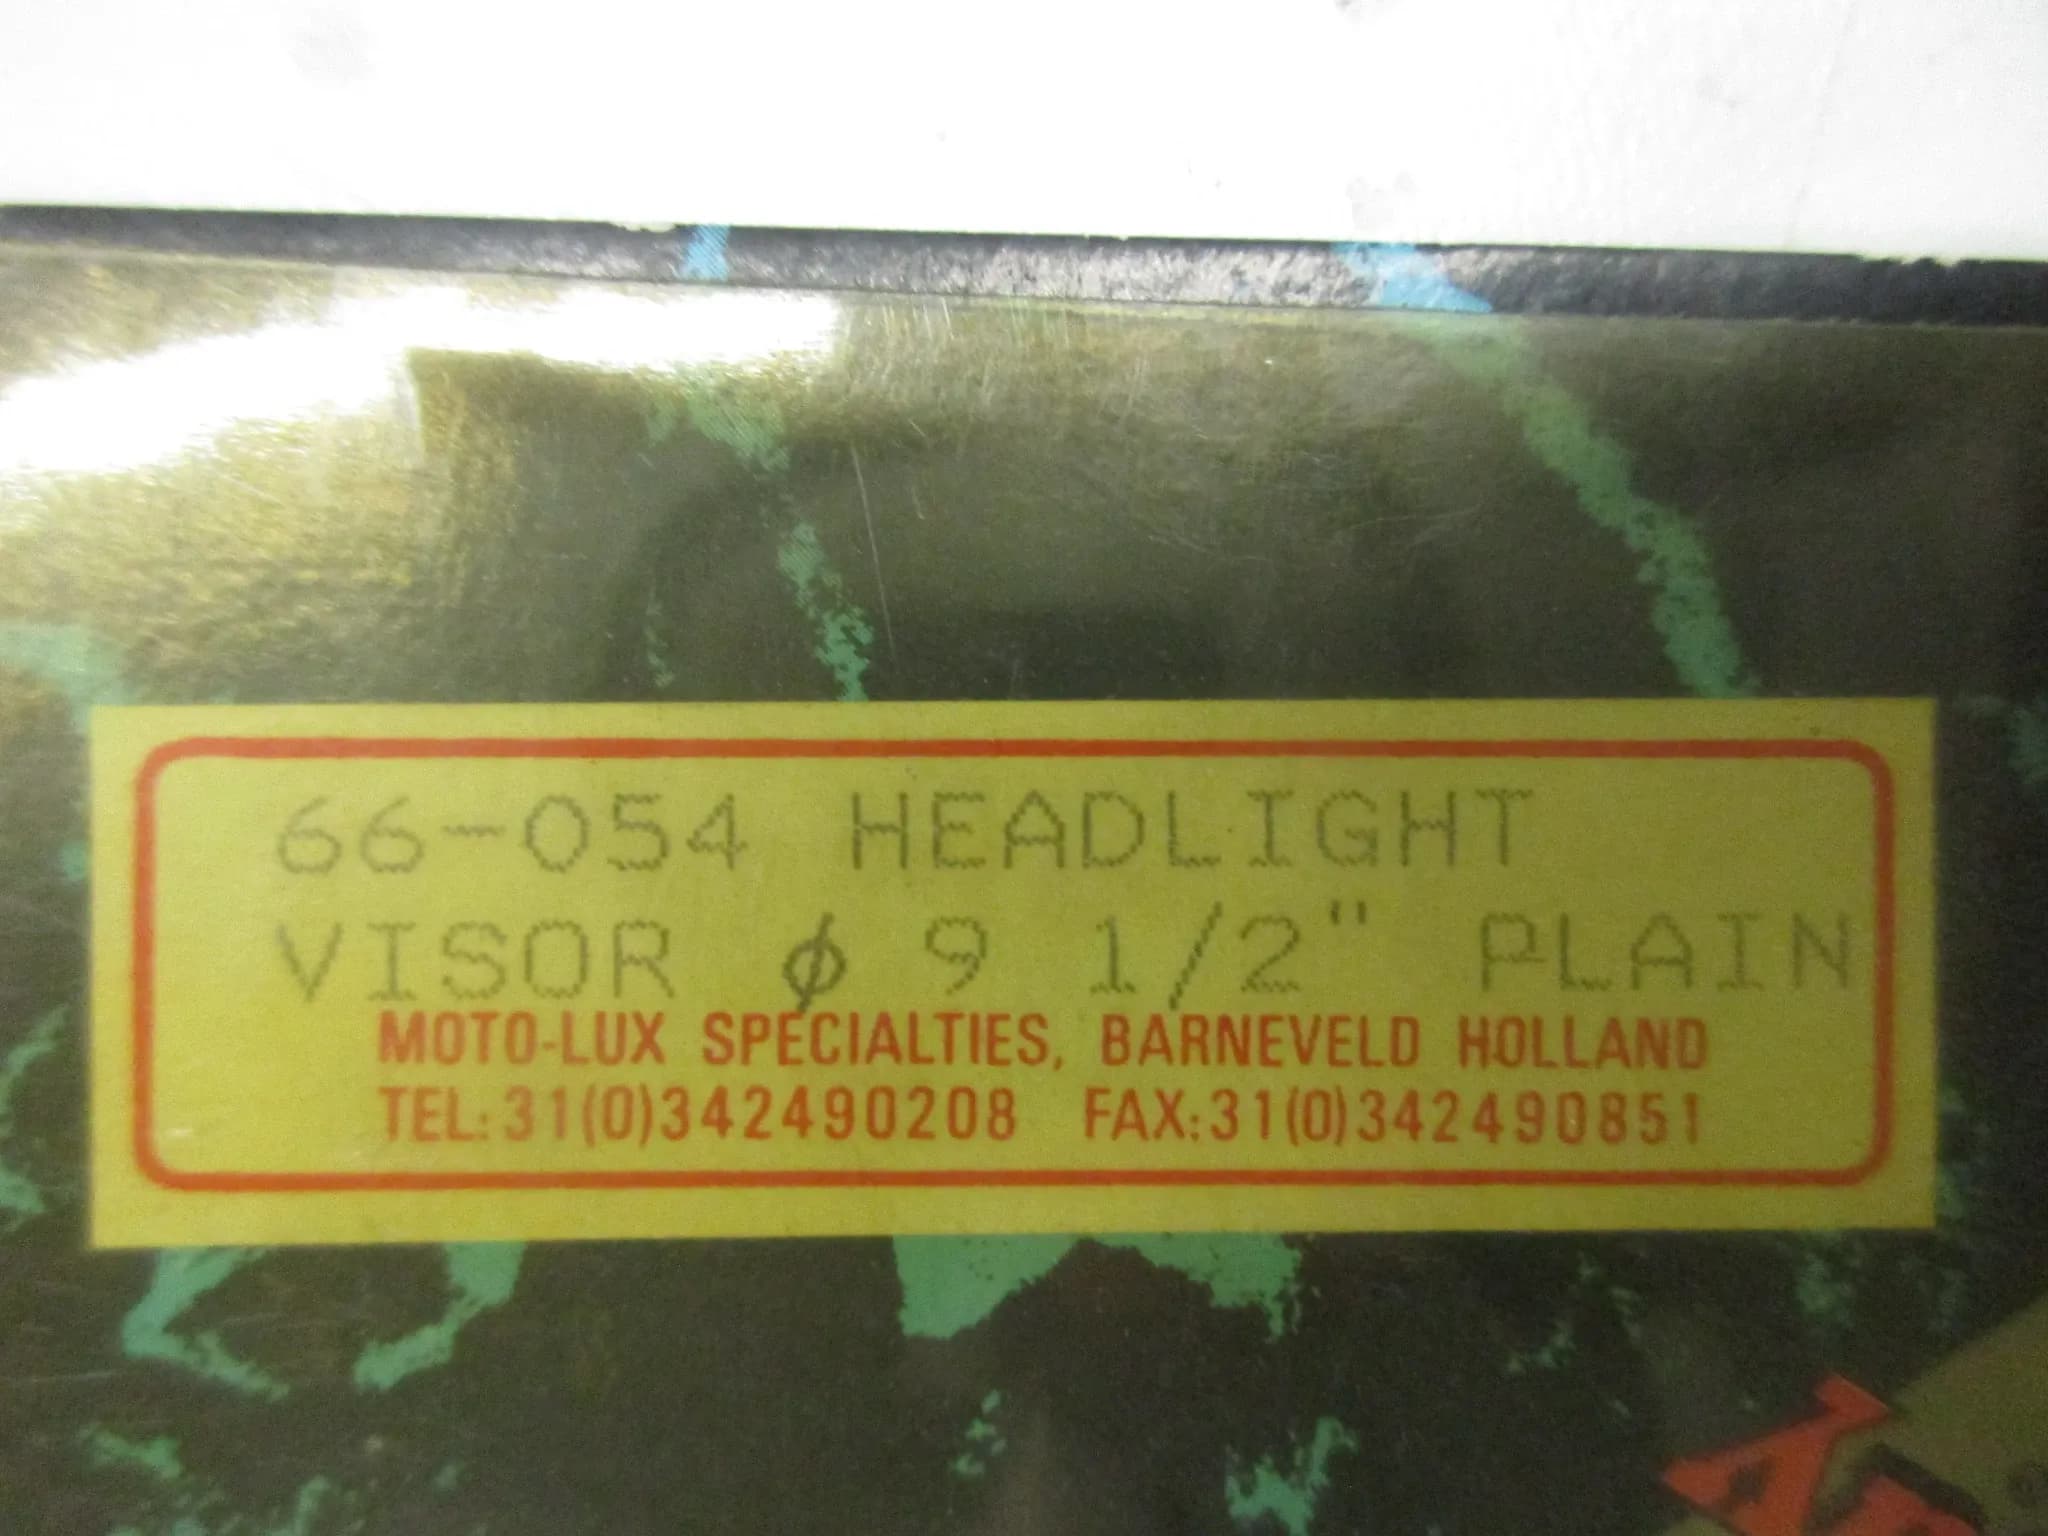 66-054 HEADLIGHT
VISOR ϕ 9 1/2" PLAIN
MOTO-LUX SPECIALTIES, BARNEVELD HOLLAND
TEL: 31(0)342490208 FAX: 31(0)342490851